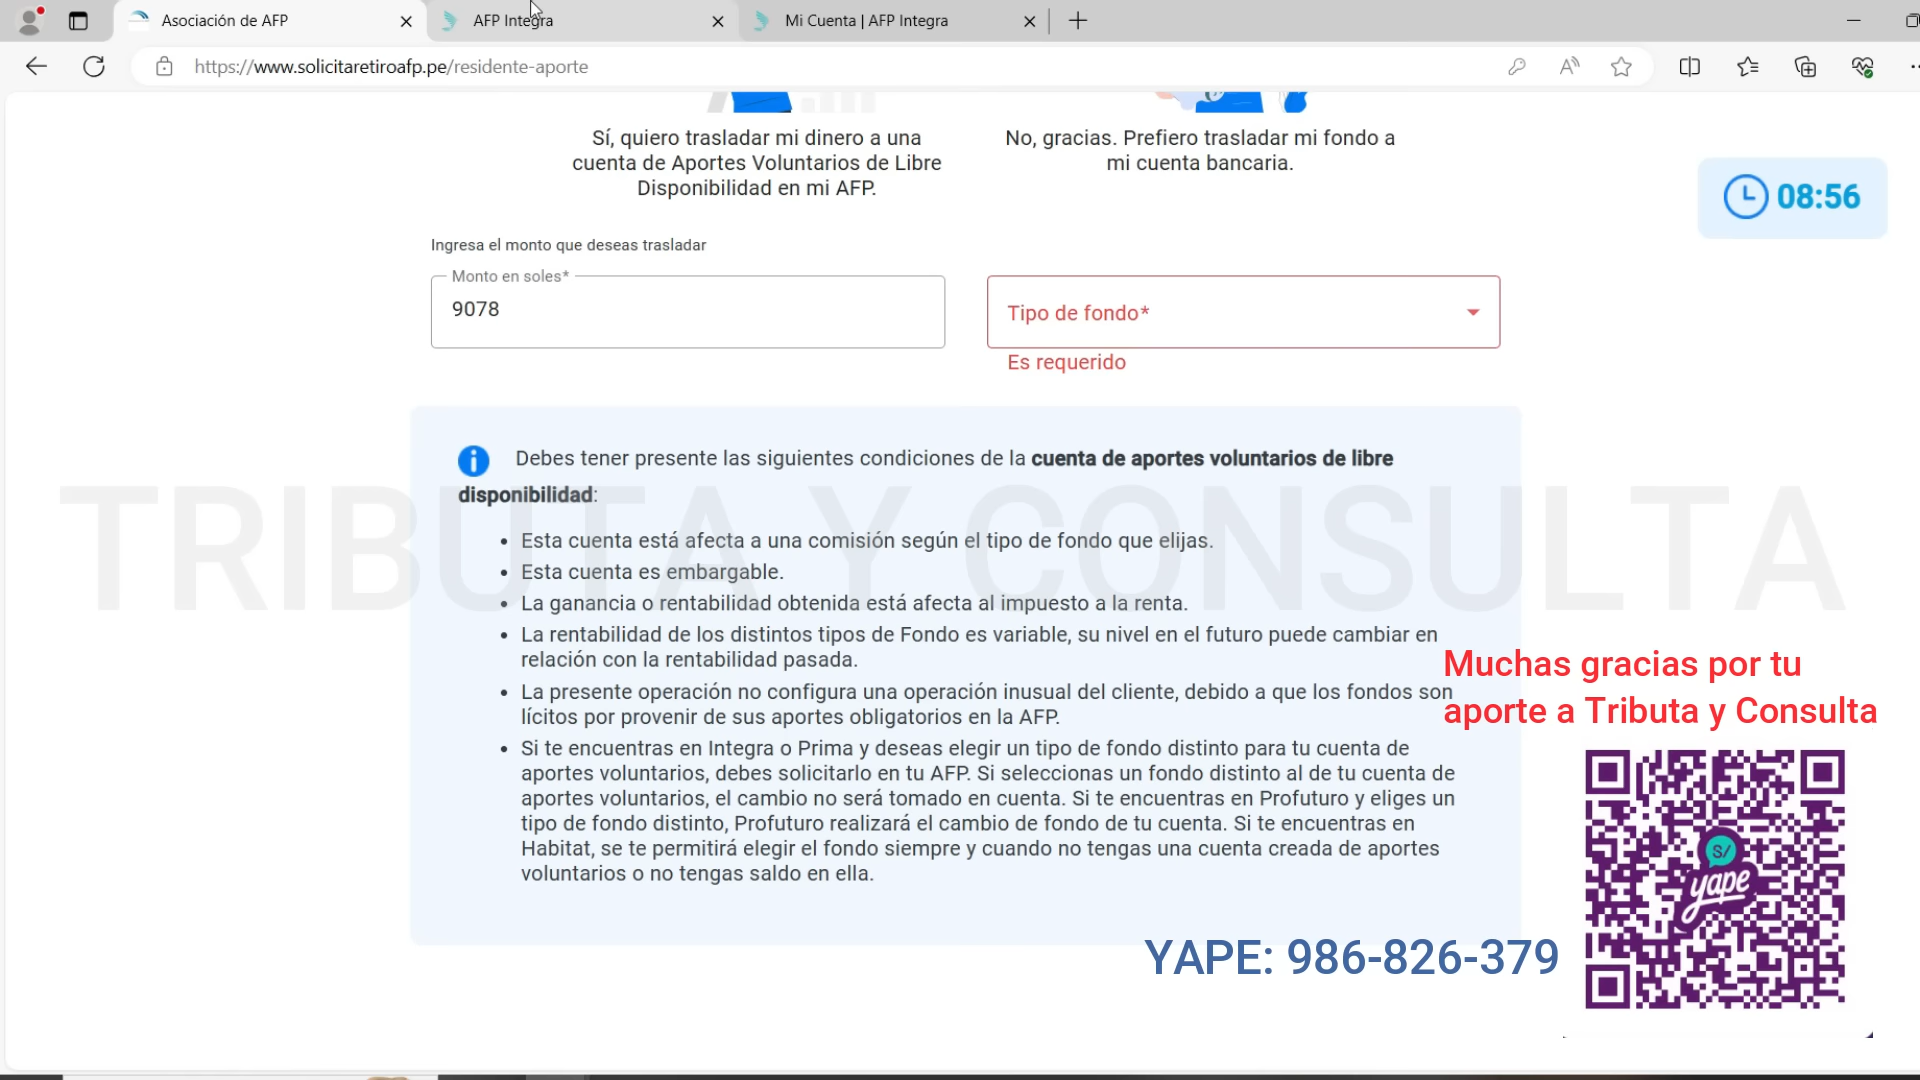 Asociación de AFP
AFP Integra
Mi Cuenta | AFP Integra
https://www.solicitaretiroafp.pe/residente-aporte
Sí, quiero trasladar mi dinero a una
cuenta de Aportes Voluntarios de Libre
Disponibilidad en mi AFP.
No, gracias. Prefiero trasladar mi fondo a
mi cuenta bancaria.
08:56
Ingresa el monto que deseas trasladar
Monto en soles*
9078
Tipo de fondo*
Es requerido
Debes tener presente las siguientes condiciones de la cuenta de aportes voluntarios de libre
disponibilidad:
• Esta cuenta está afecta a una comisión según el tipo de fondo que elijas.
• Esta cuenta es embargable.
• La ganancia o rentabilidad obtenida está afecta al impuesto a la renta.
• La rentabilidad de los distintos tipos de Fondo es variable, su nivel en el futuro puede cambiar en
relación con la rentabilidad pasada.
• La presente operación no configura una operación inusual del cliente, debido a que los fondos son
lícitos por provenir de sus aportes obligatorios en la AFP.
• Si te encuentras en Integra o Prima y deseas elegir un tipo de fondo distinto para tu cuenta de
aportes voluntarios, debes solicitarlo en tu AFP. Si seleccionas un fondo distinto al de tu cuenta de
aportes voluntarios, el cambio no será tomado en cuenta. Si te encuentras en Profuturo y eliges un
tipo de fondo distinto, Profuturo realizará el cambio de fondo de tu cuenta. Si te encuentras en
Habitat, se te permitirá elegir el fondo siempre y cuando no tengas una cuenta creada de aportes
voluntarios o no tengas saldo en ella.
TRIBUTA Y CONSULTA
Muchas gracias por tu
aporte a Tributa y Consulta
S/
yape
YAPE: 986-826-379